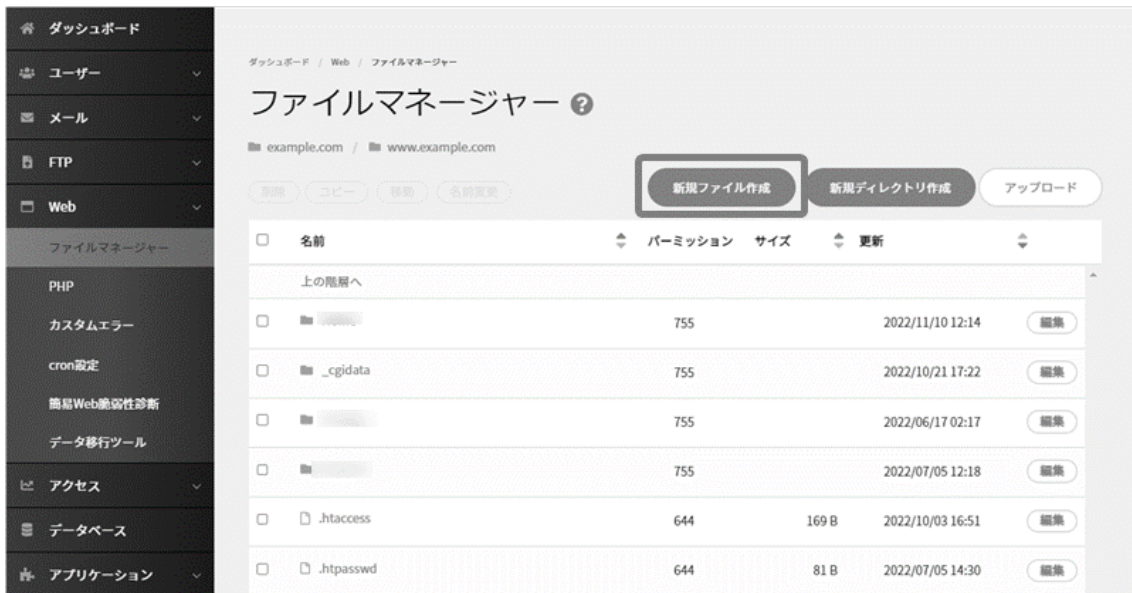 ダッシュボード
ユーザー
メール
FTP
Web
ファイルマネージャー
PHP
カスタムエラー
cron設定
簡易Web脆弱性診断
データ移行ツール
アクセス
データベース
アプリケーション
ダッシュボード / Web / ファイルマネージャー
ファイルマネージャー ?
example.com / www.example.com
削除 コピー 移動 名前変更 新規ファイル作成 新規ディレクトリ作成 アップロード
名前 パーミッション サイズ 更新
上の階層へ
755 2022/11/10 12:14 編集
_cgidata 755 2022/10/21 17:22 編集
755 2022/06/17 02:17 編集
755 2022/07/05 12:18 編集
.htaccess 644 169 B 2022/10/03 16:51 編集
.htpasswd 644 81 B 2022/07/05 14:30 編集